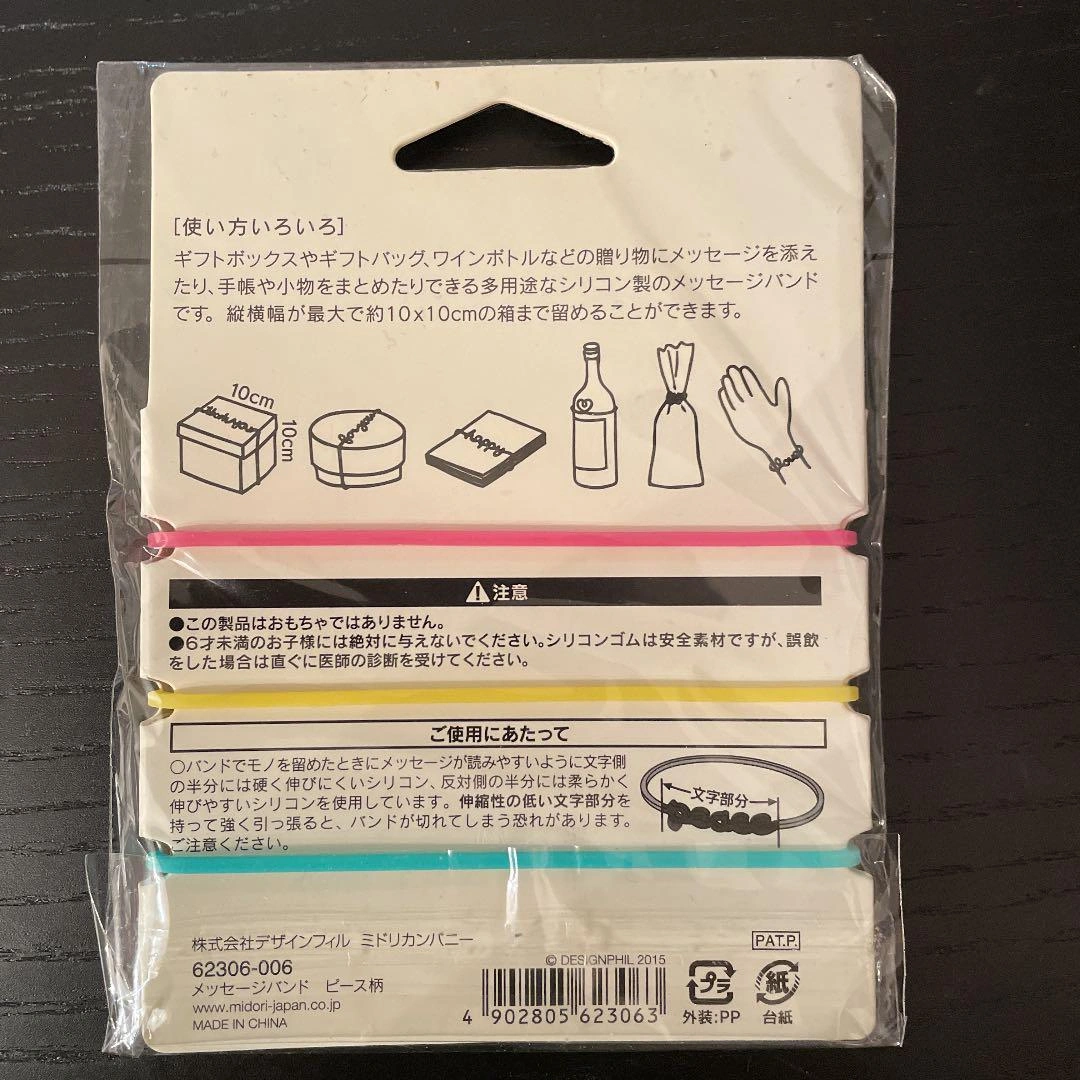 [使い方いろいろ]
ギフトボックスやギフトバッグ、ワインボトルなどの贈り物にメッセージを添え
たり、手帳や小物をまとめたりできる多用途なシリコン製のメッセージバンド
です。 縦横幅が最大で約10x10cmの箱まで留めることができます。
10cm
10cm
happy
⚠注意
●この製品はおもちゃではありません。
●6才未満のお子様には絶対に与えないでください。シリコンゴムは安全素材ですが、誤飲
をした場合は直ぐに医師の診断を受けてください。
ご使用にあたって
○バンドでモノを留めたときにメッセージが読みやすいように文字側
の半分には硬く伸びにくいシリコン、反対側の半分には柔らかく
伸びやすいシリコンを使用しています。伸縮性の低い文字部分を
持って強く引っ張ると、バンドが切れてしまう恐れがあります。
ご注意ください。
文字部分
peace
株式会社デザインフィル ミドリカンパニー
62306-006
メッセージバンド ピース柄
www.midori-japan.co.jp
MADE IN CHINA
© DESIGNPHIL 2015
4 902805 623063
PAT.P.
プラ
外装:PP
紙
台紙